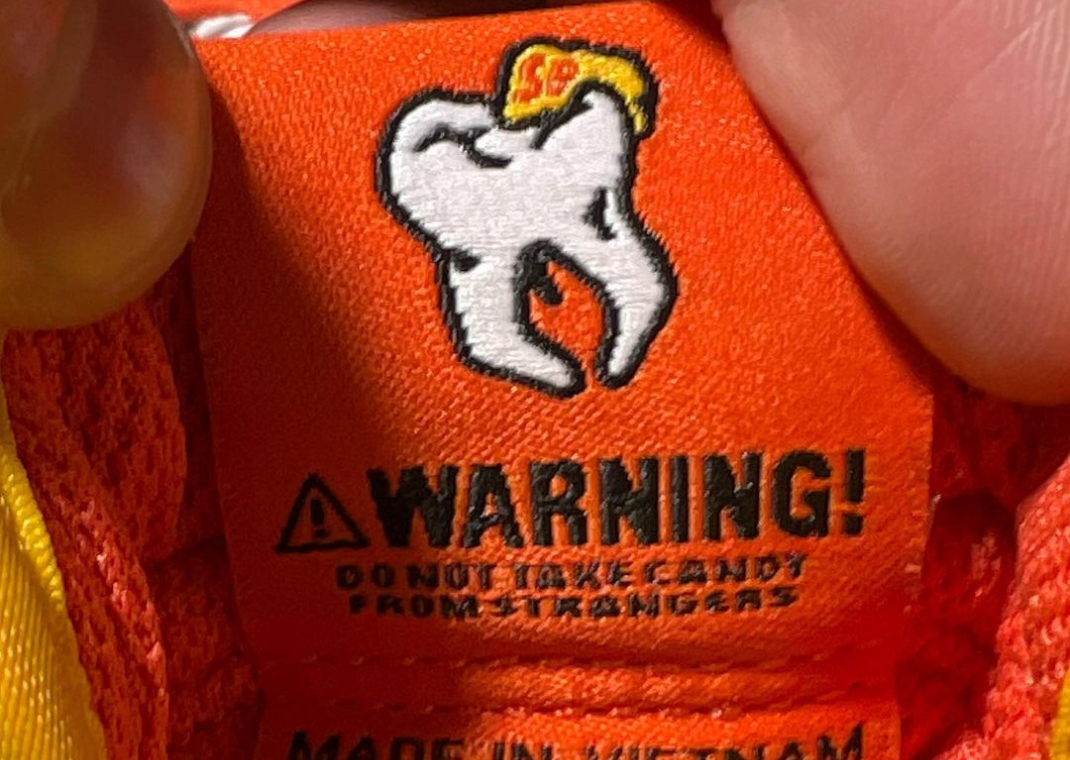 SB
WARNING!
DO NOT TAKE CANDY
FROM STRANGERS
MADE IN VIETNAM